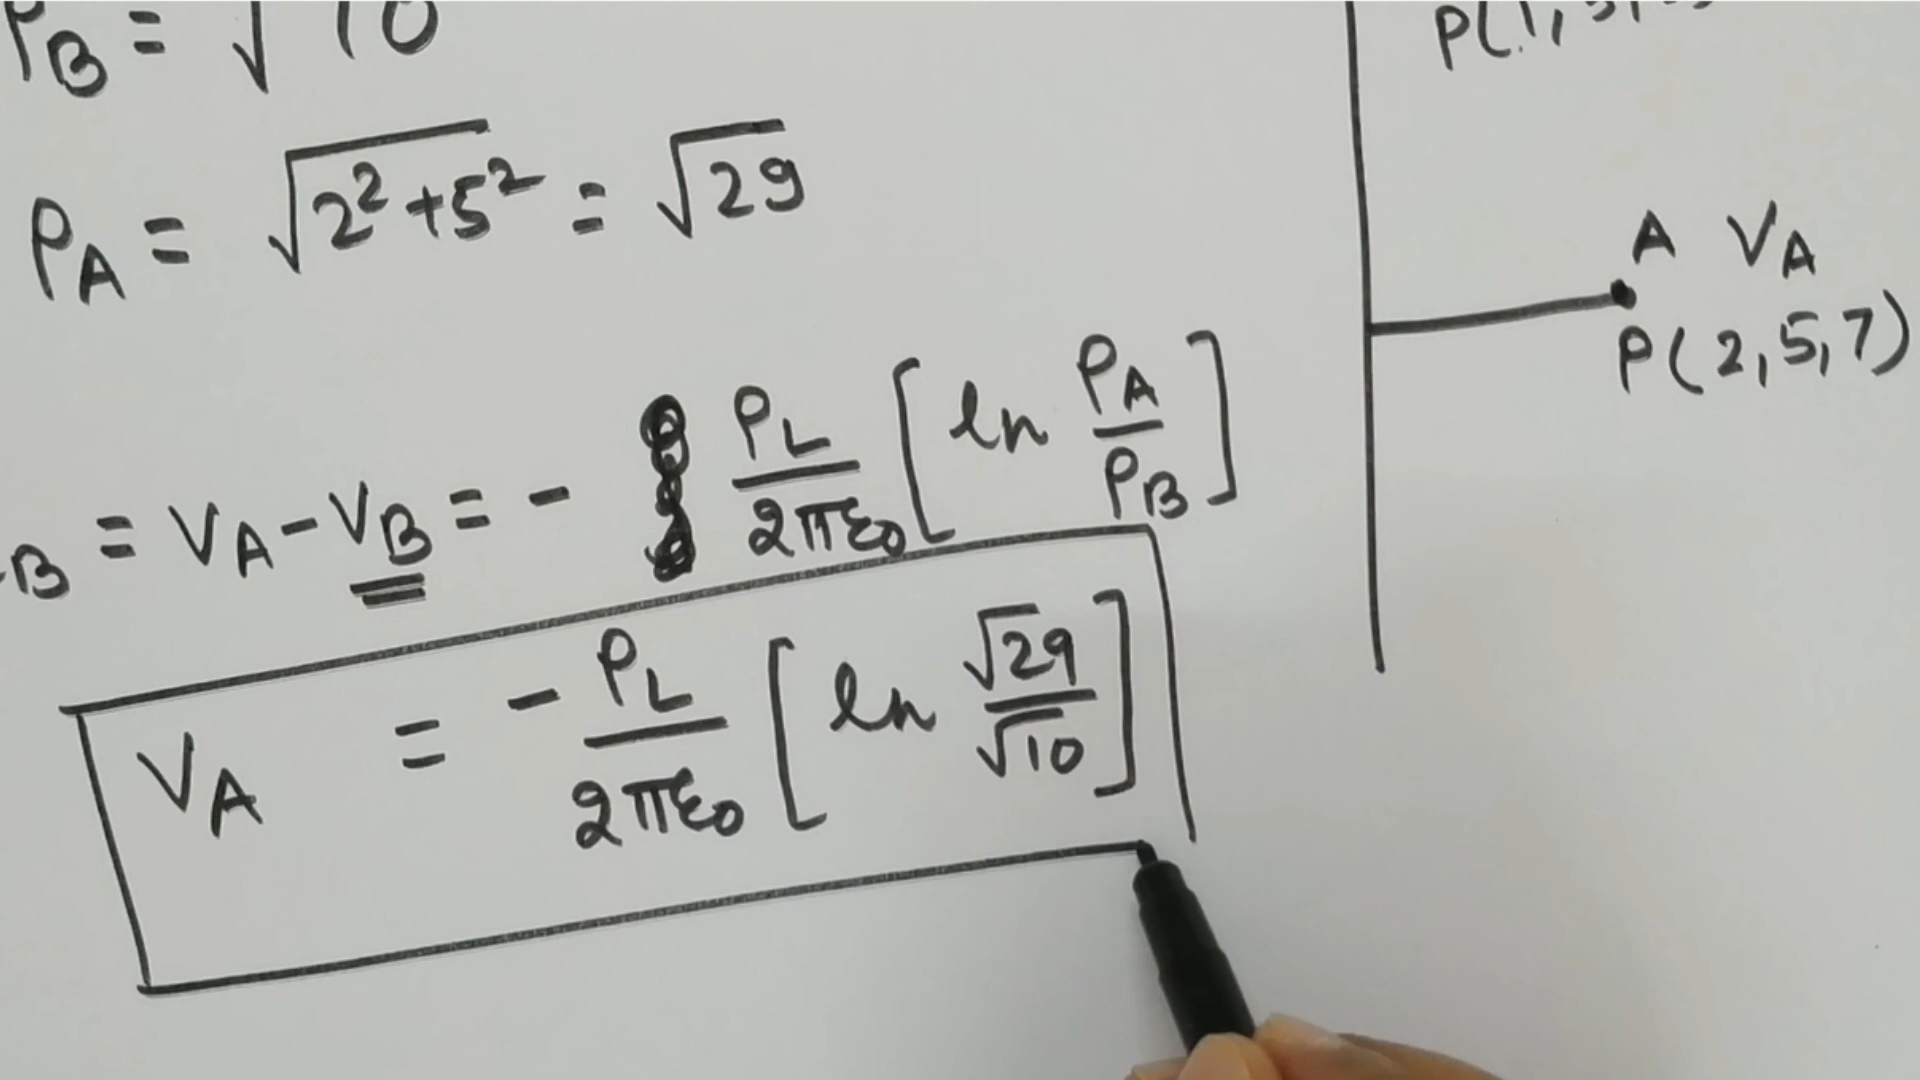 ρB = √10
ρA = √2²+5² = √29
B = VA - VB = - ρL/2πε0 [ln ρA/ρB]
VA = -ρL/2πε0 [ln √29/√10]
P(1,
A VA
P(2,5,7)